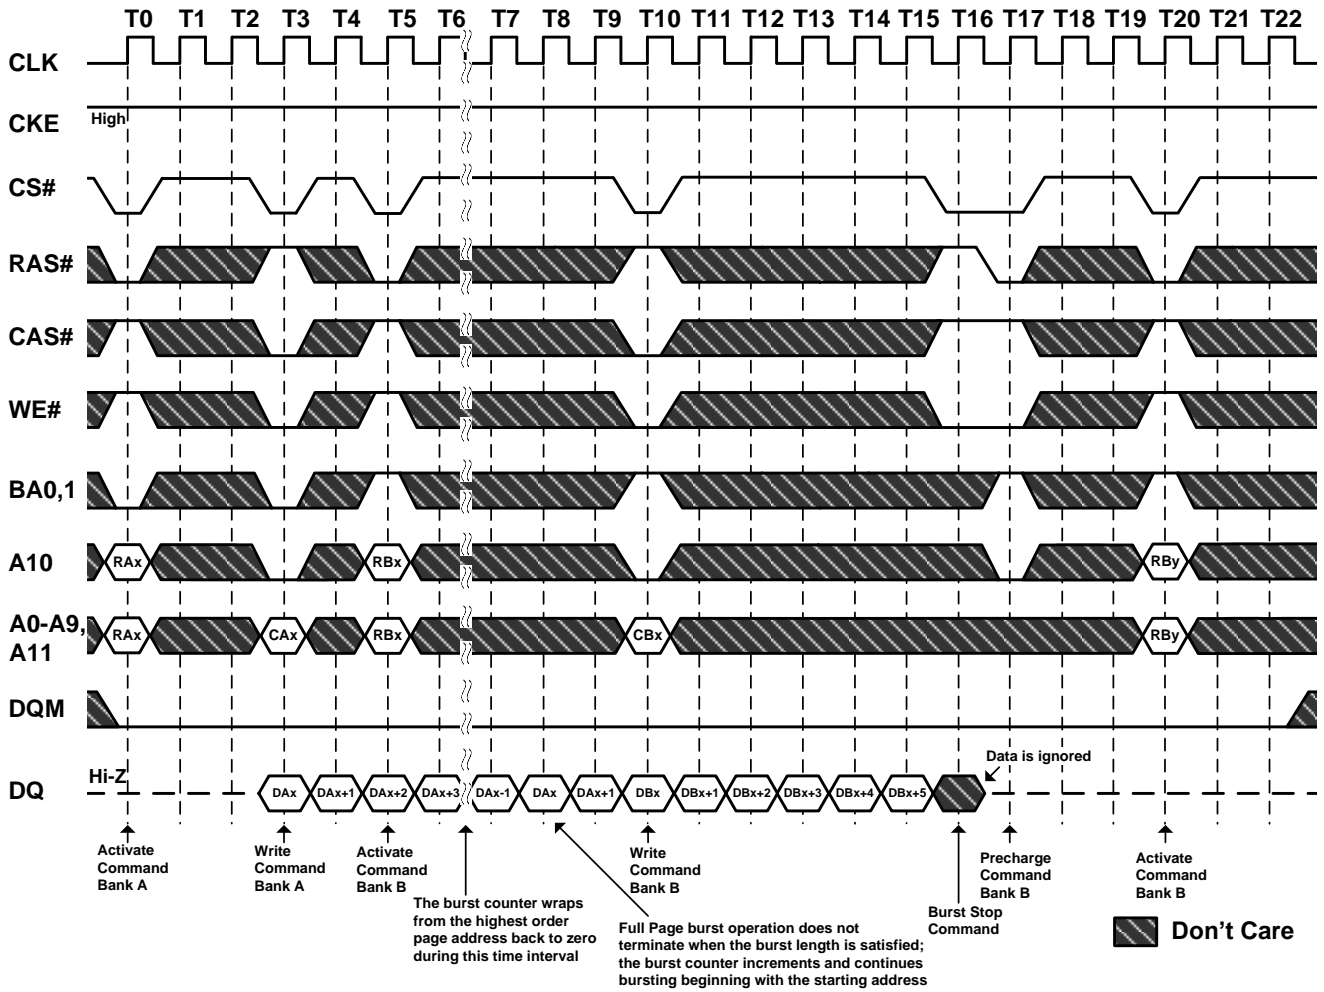 T0 T1 T2 T3 T4 T5 T6 T7 T8 T9 T10 T11 T12 T13 T14 T15 T16 T17 T18 T19 T20 T21 T22
CLK
CKE
High
CS#
RAS#
CAS#
WE#
BA0,1
A10
RAx RBx RBy
A0-A9,
A11
RAx CAx RBx CBx RBy
DQM
DQ
Hi-Z
DAx DAx+1 DAx+2 DAx+3 DAx-1 DAx DAx+1 DBx DBx+1 DBx+2 DBx+3 DBx+4 DBx+5
Data is ignored
Activate
Command
Bank A
Write
Command
Bank A
Activate
Command
Bank B
The burst counter wraps
from the highest order
page address back to zero
during this time interval
Full Page burst operation does not
terminate when the burst length is satisfied;
the burst counter increments and continues
bursting beginning with the starting address
Write
Command
Bank B
Burst Stop
Command
Precharge
Command
Bank B
Activate
Command
Bank B
Don't Care